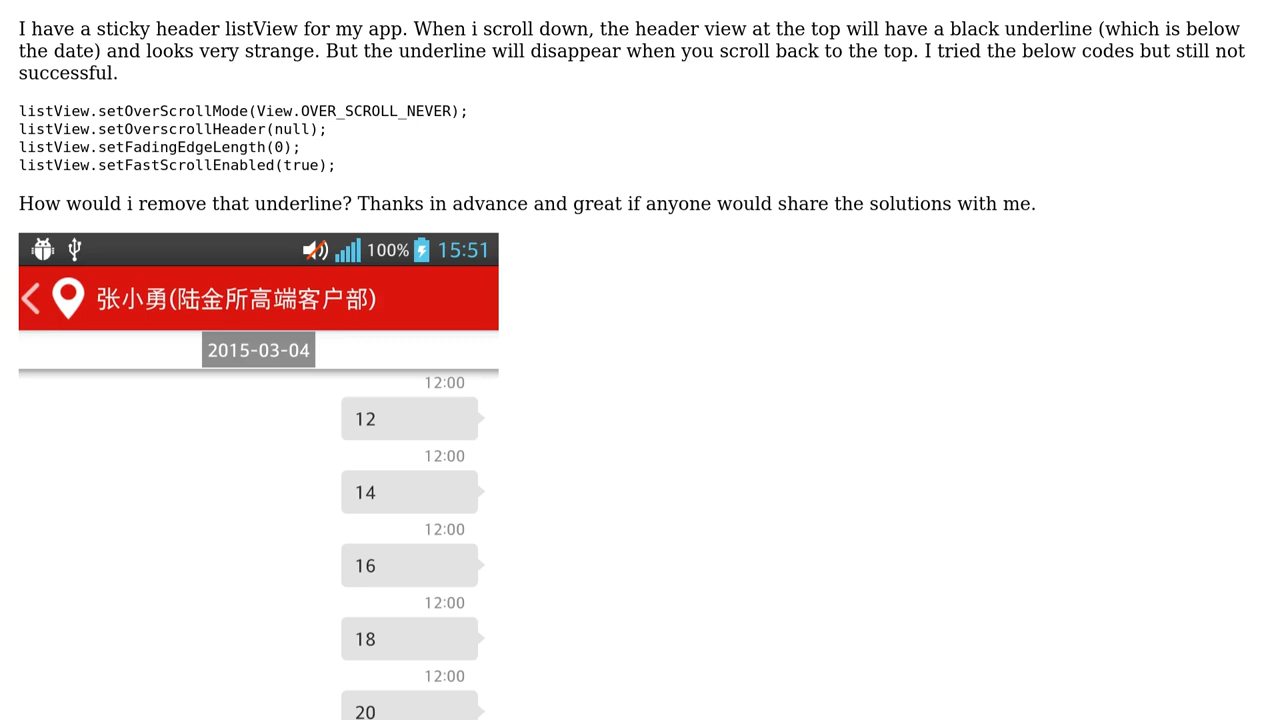 I have a sticky header listView for my app. When i scroll down, the header view at the top will have a black underline (which is below
the date) and looks very strange. But the underline will disappear when you scroll back to the top. I tried the below codes but still not
successful.
listView.setOverScrollMode(View.OVER_SCROLL_NEVER);
listView.setOverscrollHeader(null);
listView.setFadingEdgeLength(0);
listView.setFastScrollEnabled(true);
How would i remove that underline? Thanks in advance and great if anyone would share the solutions with me.
100% 15:51
张小勇(陆金所高端客户部)
2015-03-04
12:00
12
12:00
14
12:00
16
12:00
18
12:00
20